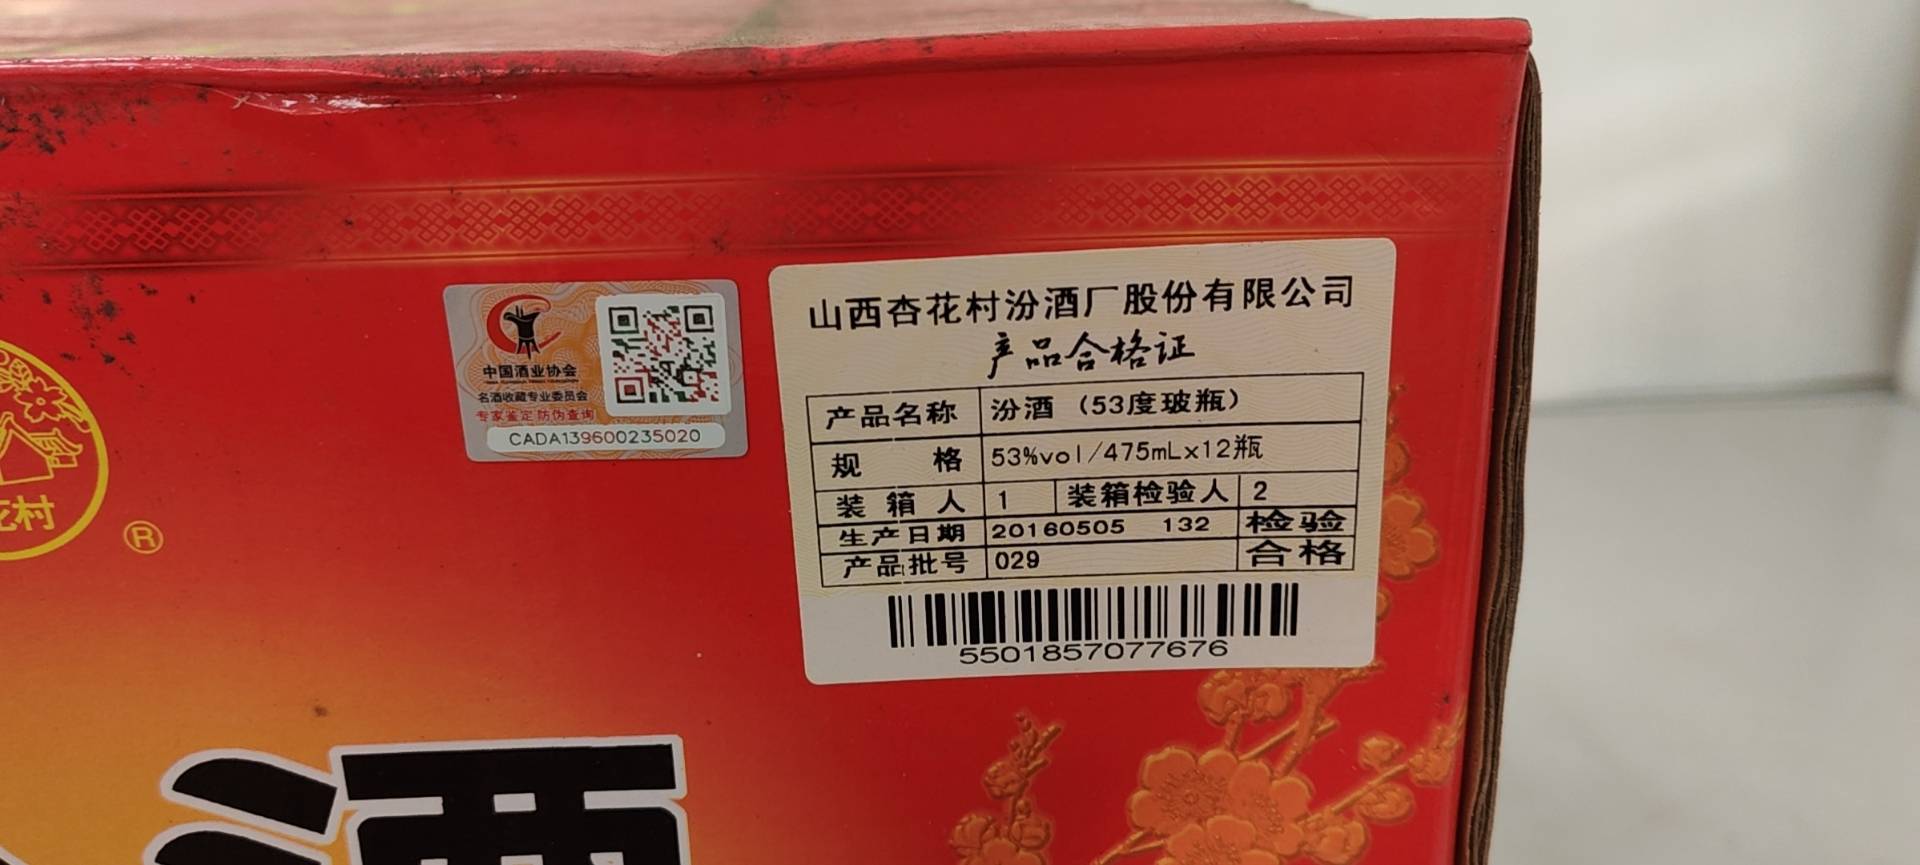 山西杏花村汾酒厂股份有限公司
产品合格证
产品名称 汾酒（53度玻瓶）
规格 53%vol/475mLx12瓶
装箱人 1 装箱检验人 2
生产日期 20160505 132 检验
产品批号 029 合格
5501857077676
中国酒业协会
名酒收藏专业委员会
专家鉴定 防伪查询
CADA139600235020
花村
®
酒